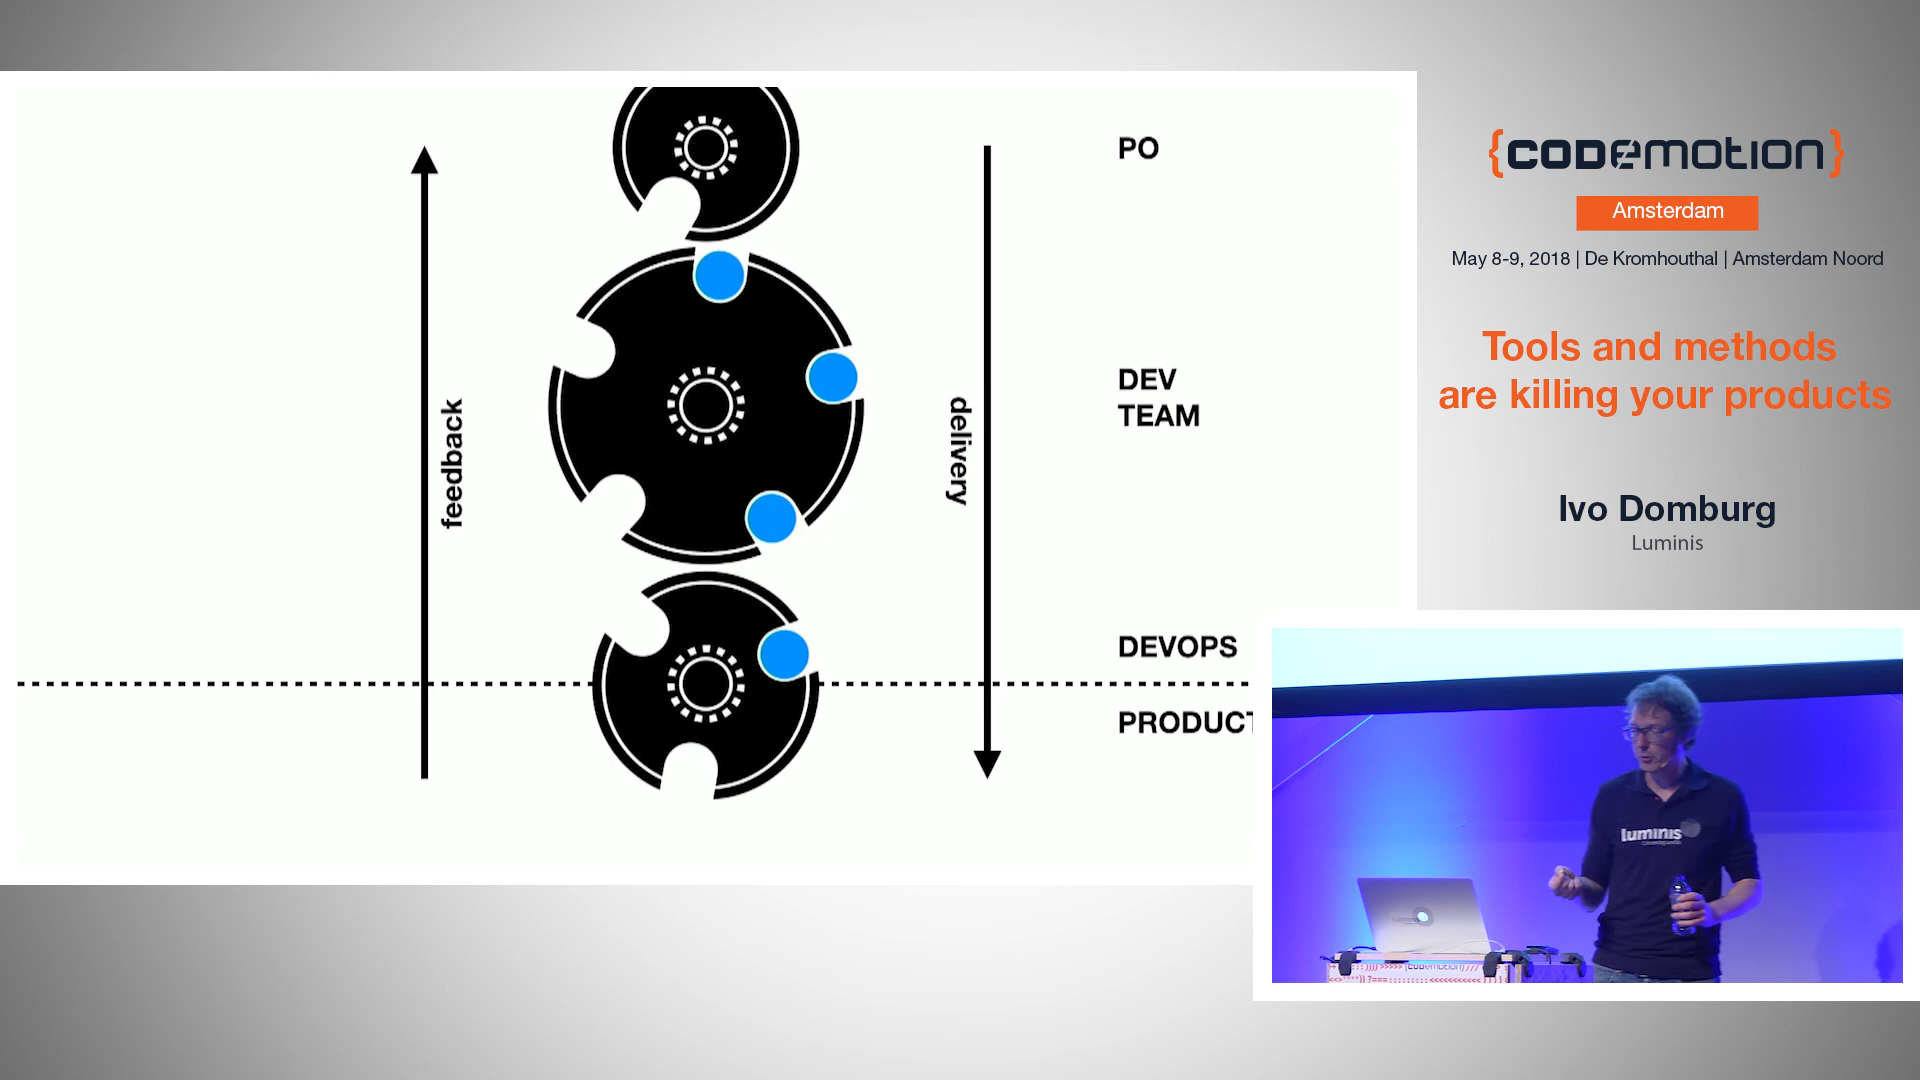 PO
DEV
TEAM
feedback
delivery
DEVOPS
PRODUCT
{CODEMOTION}
Amsterdam
May 8-9, 2018 | De Kromhouthal | Amsterdam Noord
Tools and methods
are killing your products
Ivo Domburg
Luminis
luminis